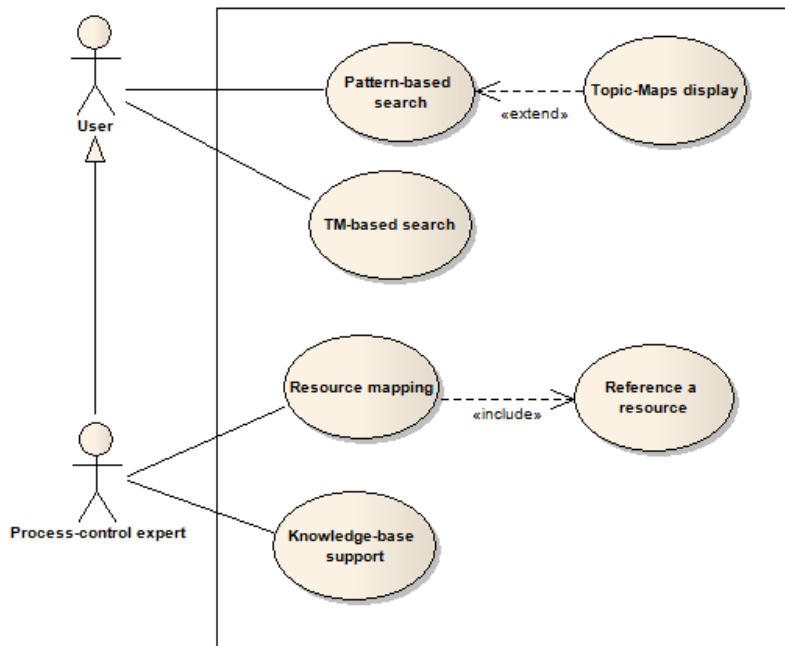 Pattern-based
search
«extend»
Topic-Maps display
User
TM-based search
Resource mapping
«include»
Reference a
resource
Process-control expert
Knowledge-base
support